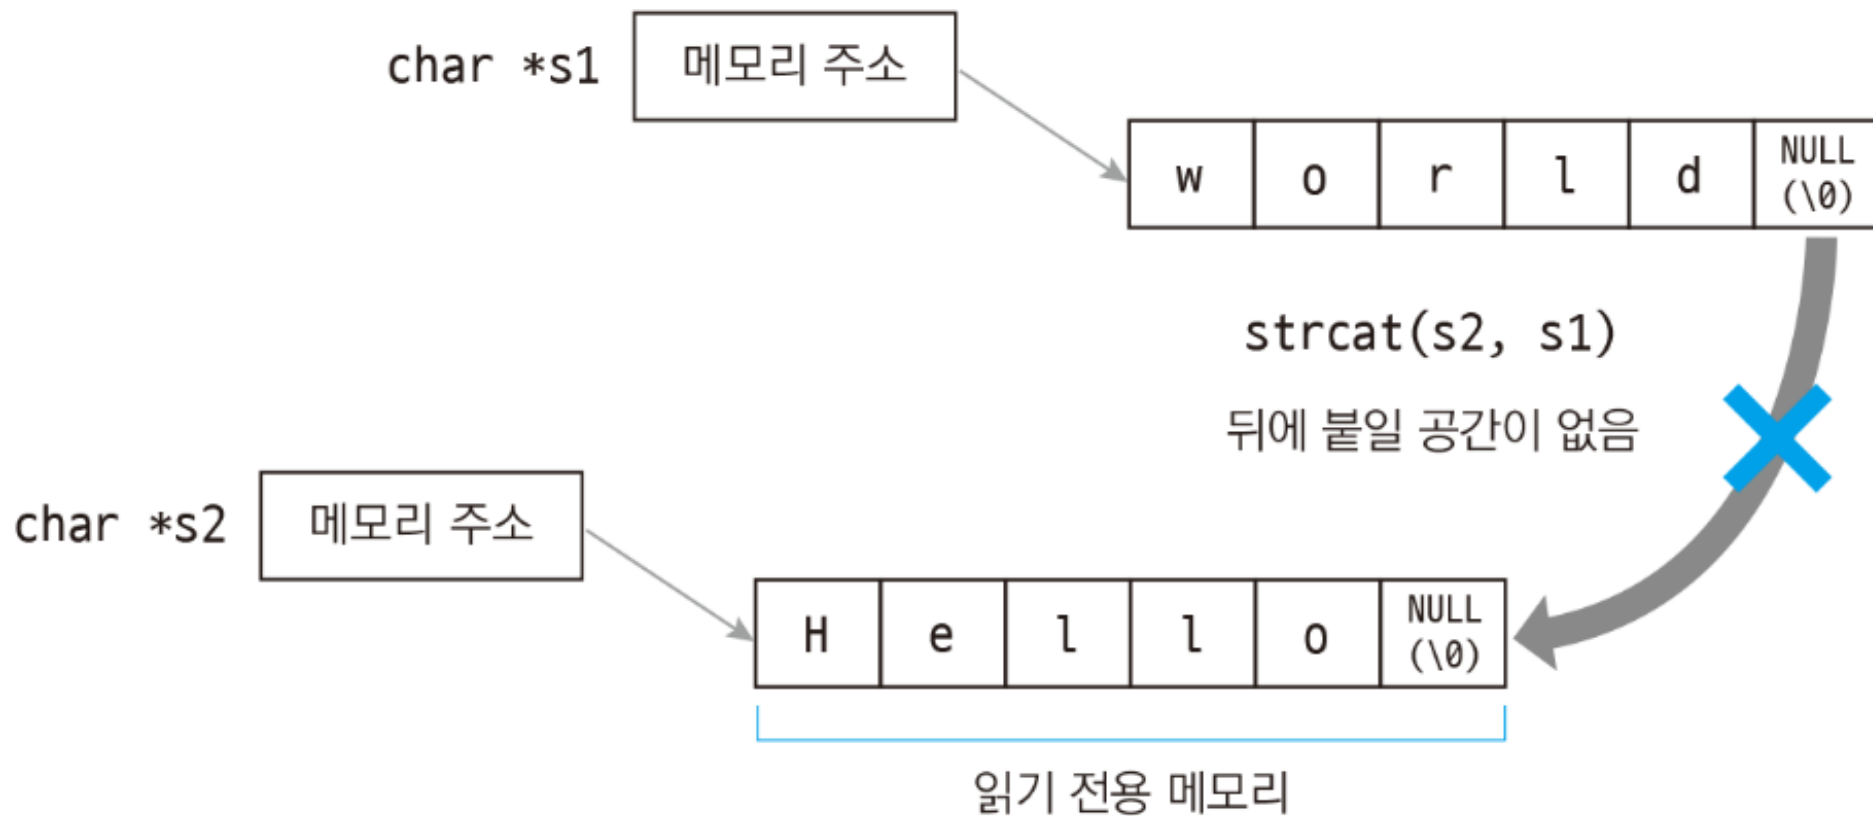 char *s1 메모리 주소
w o r l d NULL
(\0)
strcat(s2, s1)
뒤에 붙일 공간이 없음
char *s2 메모리 주소
H e l l o NULL
(\0)
읽기 전용 메모리